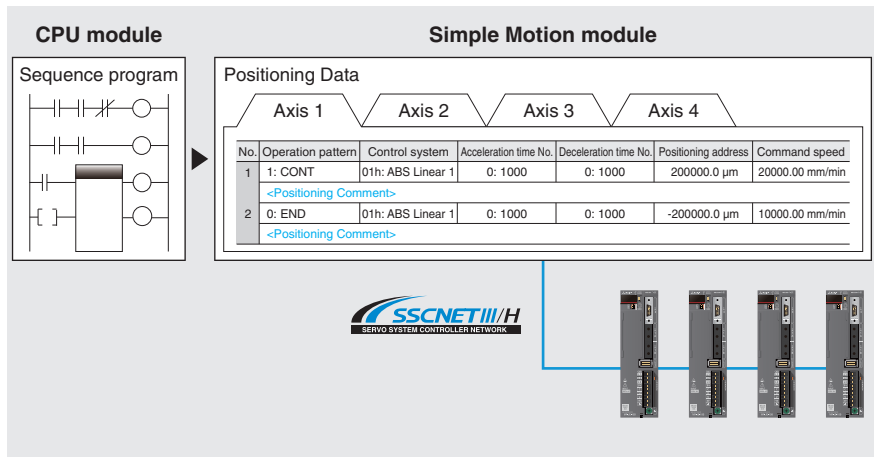 CPU module
Simple Motion module
Sequence program
Positioning Data
Axis 1 Axis 2 Axis 3 Axis 4
No. Operation pattern Control system Acceleration time No. Deceleration time No. Positioning address Command speed
1 1: CONT 01h: ABS Linear 1 0: 1000 0: 1000 200000.0 µm 20000.00 mm/min
<Positioning Comment>
2 0: END 01h: ABS Linear 1 0: 1000 0: 1000 -200000.0 µm 10000.00 mm/min
<Positioning Comment>
SSCNETIII/H
SERVO SYSTEM CONTROLLER NETWORK